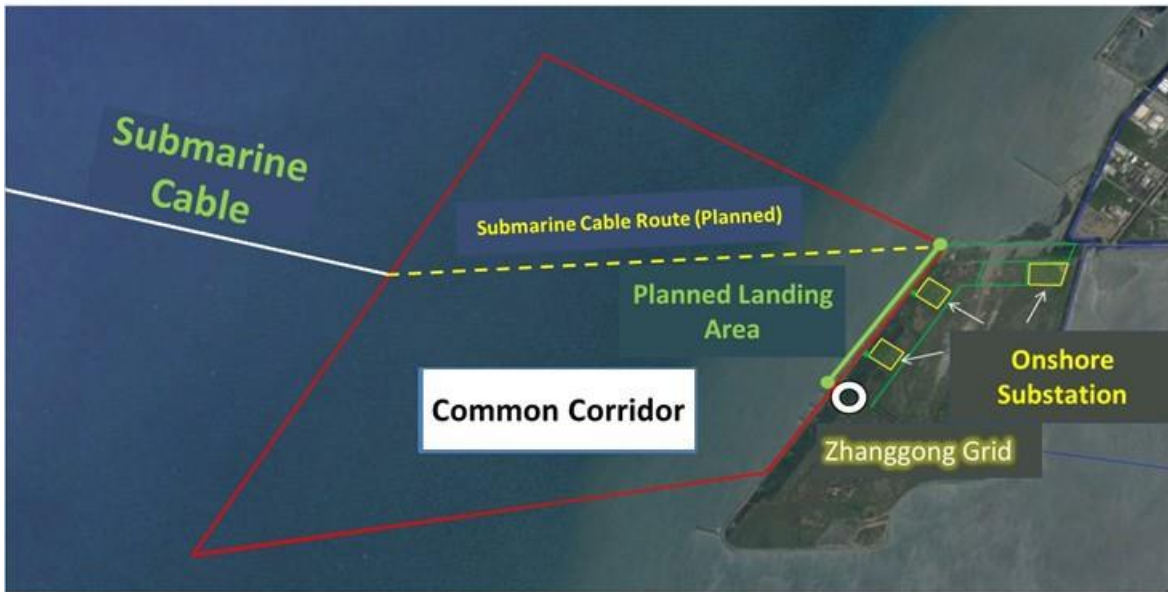 Submarine
Cable
Submarine Cable Route (Planned)
Planned Landing
Area
Common Corridor
Onshore
Substation
Zhanggong Grid